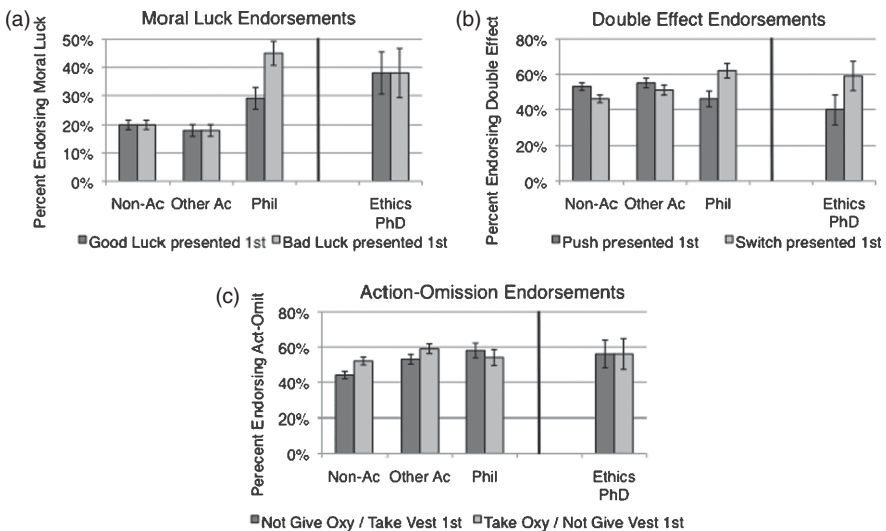 (a)
Moral Luck Endorsements
Percent Endorsing Moral Luck
50%
40%
30%
20%
10%
0%
Non-Ac Other Ac Phil Ethics
PhD
Good Luck presented 1st Bad Luck presented 1st
(b)
Double Effect Endorsements
Percent Endorsing Double Effect
80%
60%
40%
20%
0%
Non-Ac Other Ac Phil Ethics
PhD
Push presented 1st Switch presented 1st
(c)
Action-Omission Endorsements
Perecent Endorsing Act-Omit
80%
60%
40%
20%
0%
Non-Ac Other Ac Phil Ethics
PhD
Not Give Oxy / Take Vest 1st Take Oxy / Not Give Vest 1st